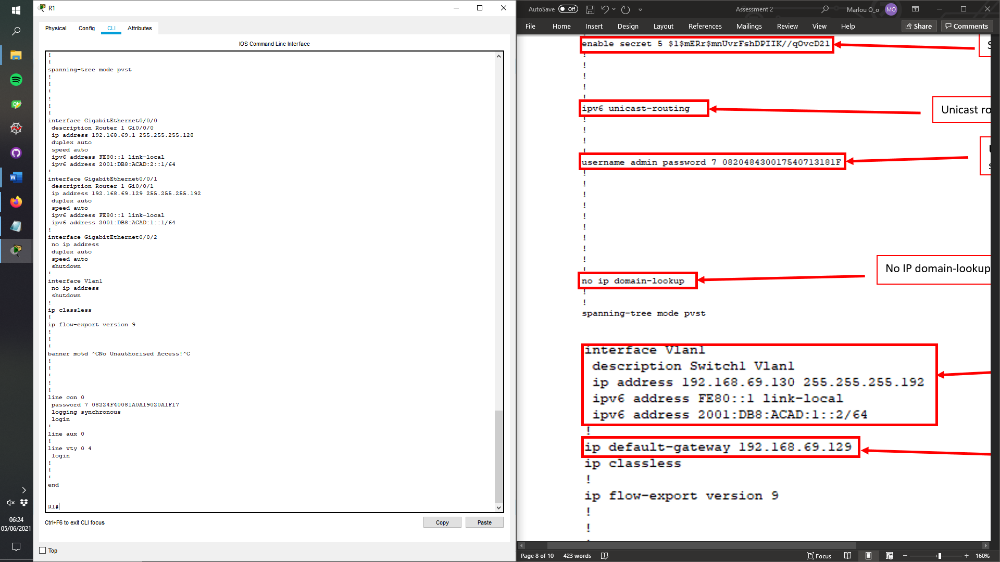 R1
Physical
Config
CLI
Attributes
IOS Command Line Interface
!
!
spanning-tree mode pvst
!
!
!
!
!
!
interface GigabitEthernet0/0/0
description Router 1 Gi0/0/0
ip address 192.168.69.1 255.255.255.128
duplex auto
speed auto
ipv6 address FE80::1 link-local
ipv6 address 2001:DB8:ACAD:2::1/64
!
interface GigabitEthernet0/0/1
description Router 1 Gi0/0/1
ip address 192.168.69.129 255.255.255.192
duplex auto
speed auto
ipv6 address FE80::1 link-local
ipv6 address 2001:DB8:ACAD:1::1/64
!
interface GigabitEthernet0/0/2
no ip address
duplex auto
speed auto
shutdown
!
interface Vlan1
no ip address
shutdown
!
ip classless
!
ip flow-export version 9
!
!
!
banner motd ^CNo Unauthorised Access!^C
!
!
!
!
!
line con 0
password 7 08224F40081A0A19020A1F17
logging synchronous
login
!
line aux 0
!
line vty 0 4
login
!
!
!
end
R1#
Ctrl+F6 to exit CLI focus
Copy
Paste
Top
06:24
05/06/2021
AutoSave
Off
Assessment 2
Marlou O_o
MO
File
Home
Insert
Design
Layout
References
Mailings
Review
View
Help
Share
Comments
enable secret 5 $1$mERr$mnUvrFshDPIIK//qOvcD21
!
!
!
!
!
ipv6 unicast-routing
Unicast ro
!
!
!
!
username admin password 7 08204843001754071318​1F
!
!
!
!
!
!
!
!
!
!
no ip domain-lookup
No IP domain-lookup
!
!
spanning-tree mode pvst
interface Vlan1
description Switch1 Vlan1
ip address 192.168.69.130 255.255.255.192
ipv6 address FE80::1 link-local
ipv6 address 2001:DB8:ACAD:1::2/64
!
ip default-gateway 192.168.69.129
ip classless
!
ip flow-export version 9
!
!
Page 8 of 10
423 words
Focus
160%